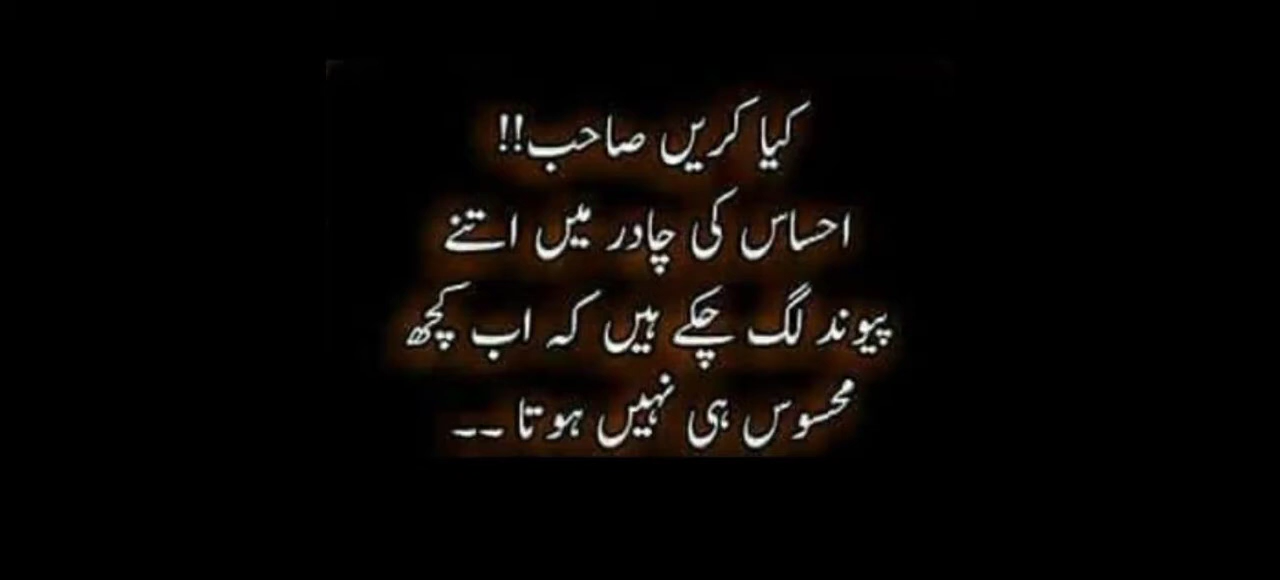 کیا کریں صاحب!!
احساس کی چادر میں اتنے
پیوند لگ چکے ہیں کہ اب کچھ
محسوس ہی نہیں ہوتا ۔۔